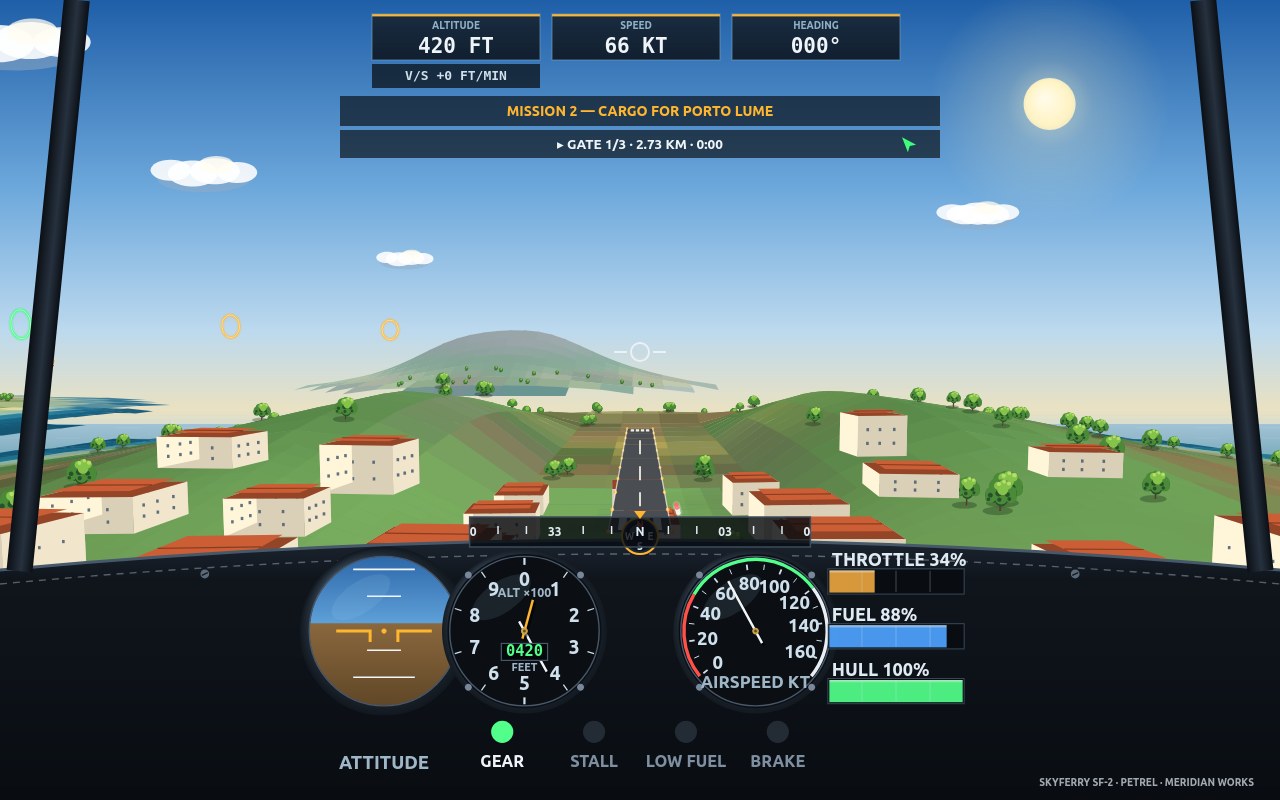 ALTITUDE
420 FT
SPEED
66 KT
HEADING
000°
V/S +0 FT/MIN
MISSION 2 — CARGO FOR PORTO LUME
▸ GATE 1/3 · 2.73 KM · 0:00
0 33 N 03 0
W E
S
9 0 1
ALT ×100
8 2
7 3
6 4
5
0420
FEET
0 20 40 60 80 100 120 140 160
AIRSPEED KT
THROTTLE 34%
FUEL 88%
HULL 100%
ATTITUDE
GEAR
STALL
LOW FUEL
BRAKE
SKYFERRY SF-2 · PETREL · MERIDIAN WORKS